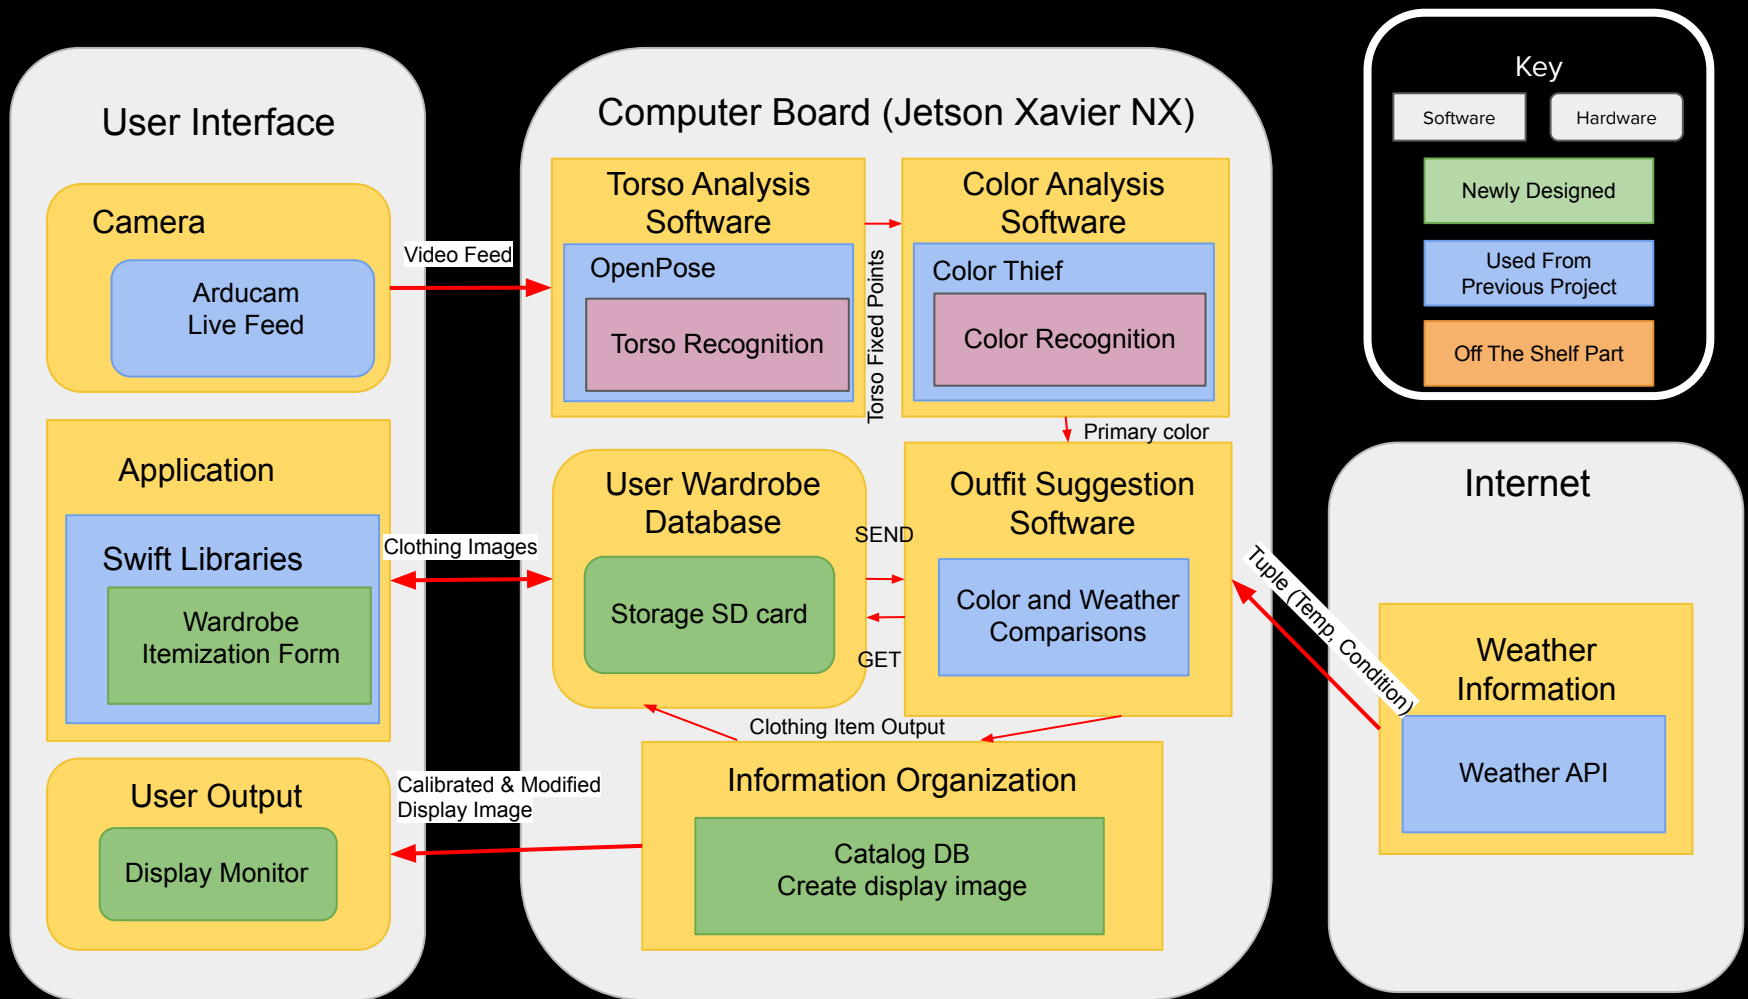 User Interface
Camera
Arducam
Live Feed
Application
Swift Libraries
Wardrobe
Itemization Form
User Output
Display Monitor
Video Feed
Clothing Images
Calibrated & Modified
Display Image
Computer Board (Jetson Xavier NX)
Torso Analysis
Software
OpenPose
Torso Recognition
Torso Fixed Points
Color Analysis
Software
Color Thief
Color Recognition
Primary color
User Wardrobe
Database
Storage SD card
SEND
GET
Outfit Suggestion
Software
Color and Weather
Comparisons
Clothing Item Output
Information Organization
Catalog DB
Create display image
Tuple (Temp, Condition)
Key
Software
Hardware
Newly Designed
Used From
Previous Project
Off The Shelf Part
Internet
Weather
Information
Weather API